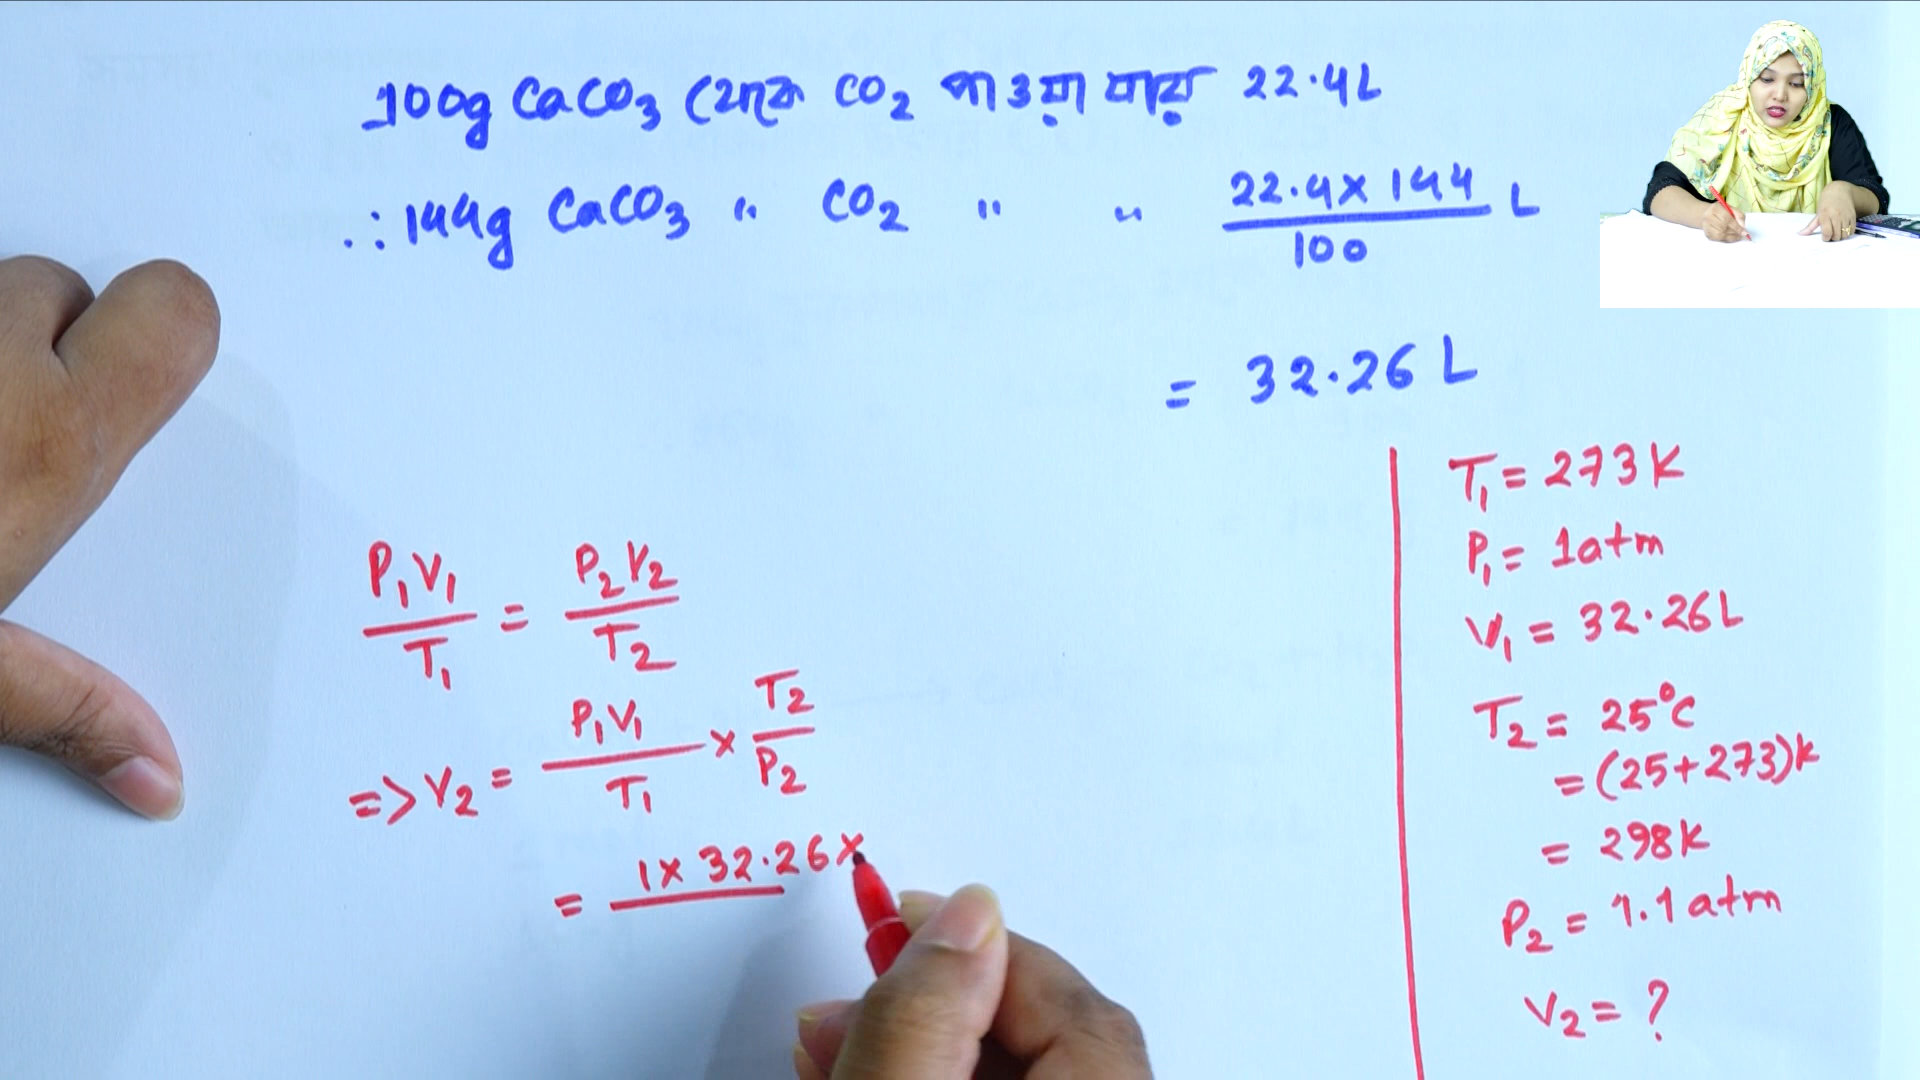 100g CaCO₃ থেকে CO₂ পাওয়া যায় 22.4L
∴ 144g CaCO₃ " CO₂ " " 22.4 × 144 / 100 L
= 32.26 L
P₁V₁ / T₁ = P₂V₂ / T₂
=> V₂ = P₁V₁ / T₁ × T₂ / P₂
= 1 × 32.26 ×
T₁ = 273K
P₁ = 1atm
V₁ = 32.26L
T₂ = 25°C
= (25+273)K
= 298K
P₂ = 1.1 atm
V₂ = ?